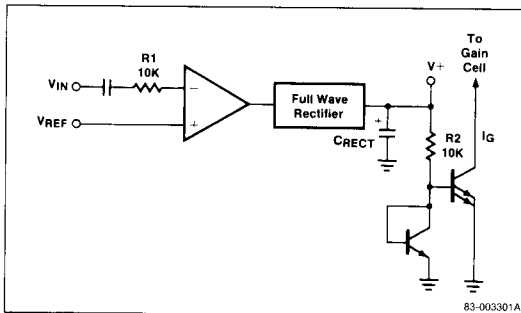 To
Gain
Cell
V+
R1
10K
VIN
−
+
VREF
Full Wave
Rectifier
+
CRECT
R2
10K
IG
83-003301A